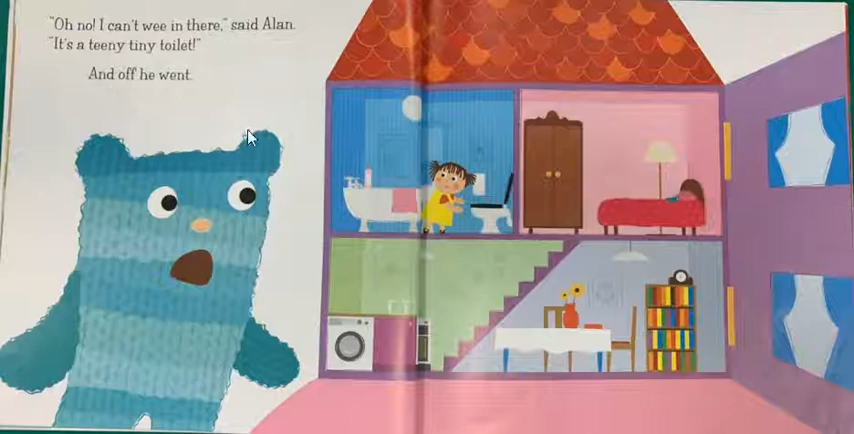 "Oh no! I can't wee in there," said Alan.
"It's a teeny tiny toilet!"
And off he went.